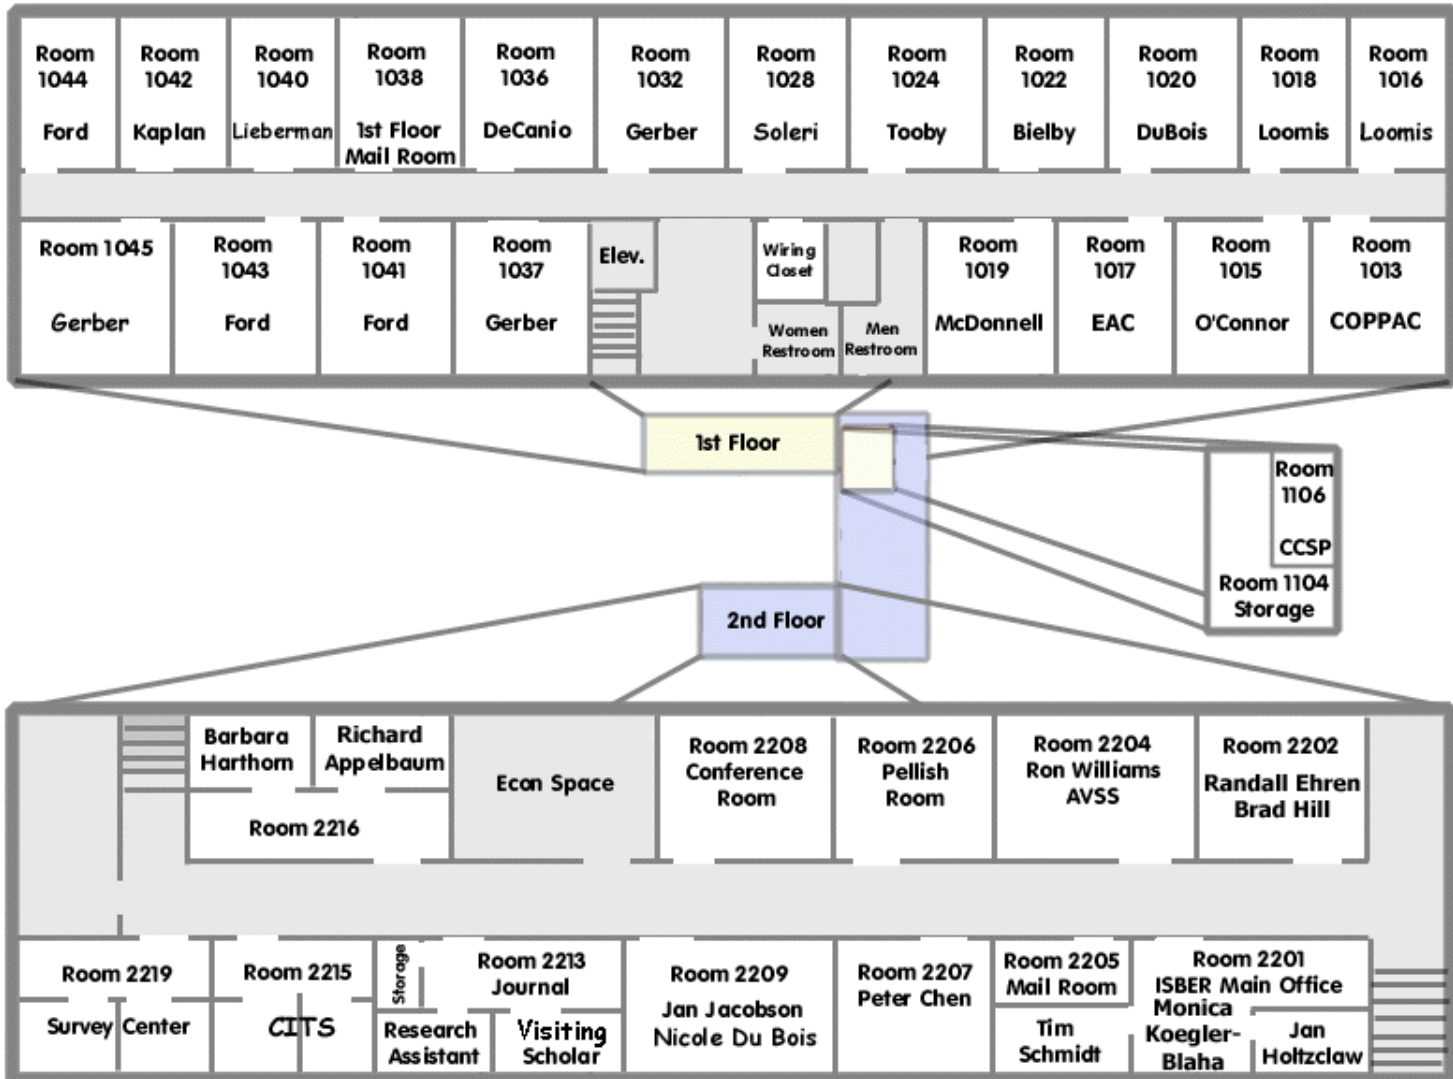 Room 1044
Ford
Room 1042
Kaplan
Room 1040
Lieberman
Room 1038
1st Floor
Mail Room
Room 1036
DeCanio
Room 1032
Gerber
Room 1028
Soleri
Room 1024
Tooby
Room 1022
Bielby
Room 1020
DuBois
Room 1018
Loomis
Room 1016
Loomis
Room 1045
Gerber
Room 1043
Ford
Room 1041
Ford
Room 1037
Gerber
Elev.
Wiring
Closet
Women
Restroom
Men
Restroom
Room 1019
McDonnell
Room 1017
EAC
Room 1015
O'Connor
Room 1013
COPPAC
1st Floor
Room 1106
CCSP
Room 1104
Storage
2nd Floor
Barbara
Harthorn
Richard
Appelbaum
Room 2216
Econ Space
Room 2208
Conference
Room
Room 2206
Pellish
Room
Room 2204
Ron Williams
AVSS
Room 2202
Randall Ehren
Brad Hill
Room 2219
Survey Center
Room 2215
CITS
Storage
Room 2213
Journal
Research
Assistant
Visiting
Scholar
Room 2209
Jan Jacobson
Nicole Du Bois
Room 2207
Peter Chen
Room 2205
Mail Room
Tim
Schmidt
Room 2201
ISBER Main Office
Monica
Koegler-
Blaha
Jan
Holtzclaw